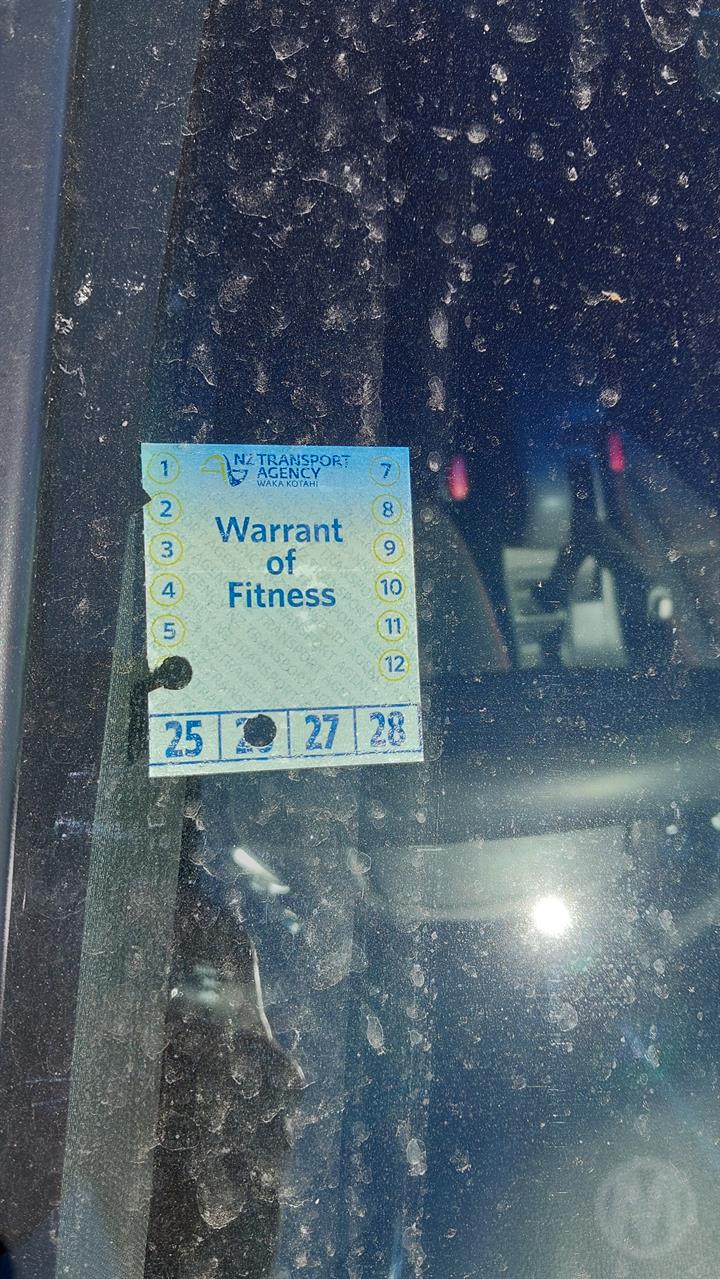 NZ TRANSPORT
AGENCY
WAKA KOTAHI
Warrant
of
Fitness
1
2
3
4
5
7
8
9
10
11
12
25 27 28